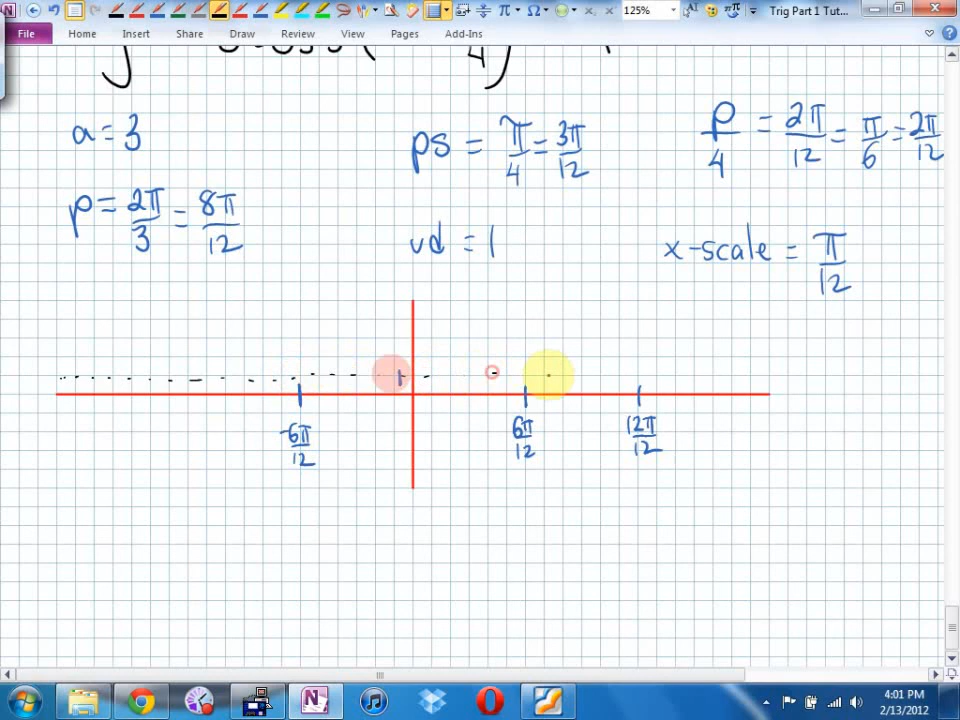 125%
Trig Part 1 Tut...
File Home Insert Share Draw Review View Pages Add-Ins
a = 3
ps = π/4 = 3π/12
p/4 = 2π/12 = π/6 = 2π/12
p = 2π/3 = 8π/12
vd = 1
x-scale = π/12
-6π/12 6π/12 12π/12
4:01 PM
2/13/2012